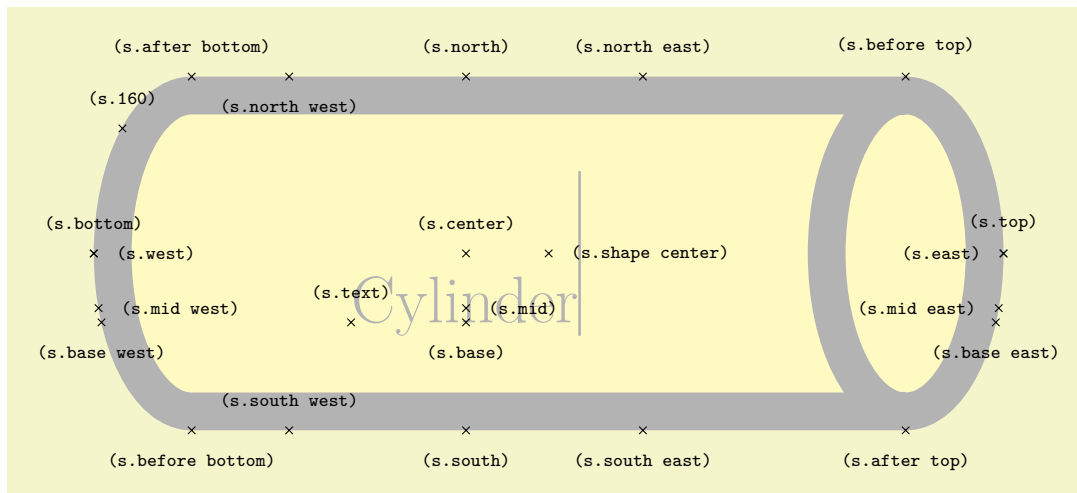 (s.after bottom) (s.north) (s.north east) (s.before top)
(s.160) (s.north west)
(s.bottom) (s.center) (s.top)
(s.west) (s.shape center) (s.east)
(s.text) Cylinder
(s.mid west) (s.mid) (s.mid east)
(s.base west) (s.base) (s.base east)
(s.south west)
(s.before bottom) (s.south) (s.south east) (s.after top)